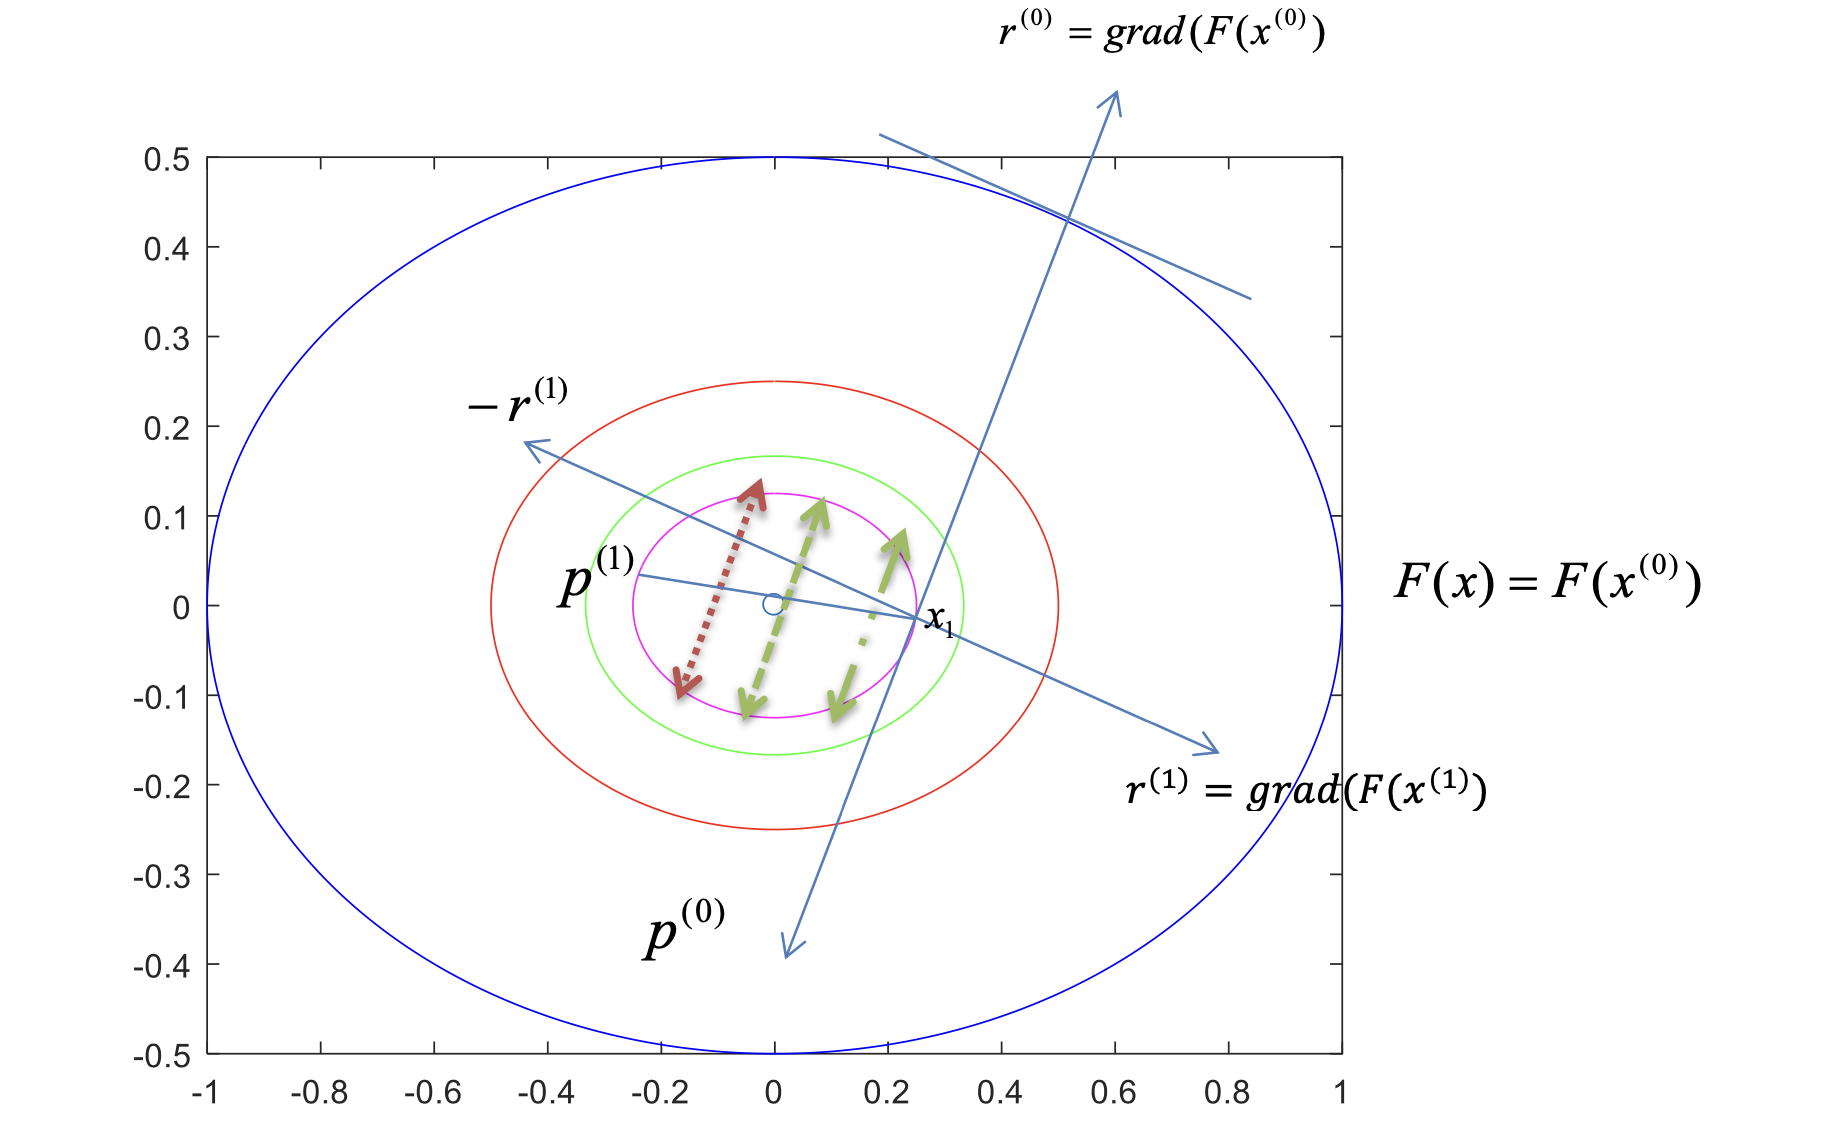 r^(0) = grad(F(x^(0))
0.5
0.4
0.3
-r^(1)
0.2
0.1
p^(1)
F(x) = F(x^(0))
0
x_1
-0.1
-0.2
r^(1) = grad(F(x^(1))
-0.3
p^(0)
-0.4
-0.5
-1 -0.8 -0.6 -0.4 -0.2 0 0.2 0.4 0.6 0.8 1